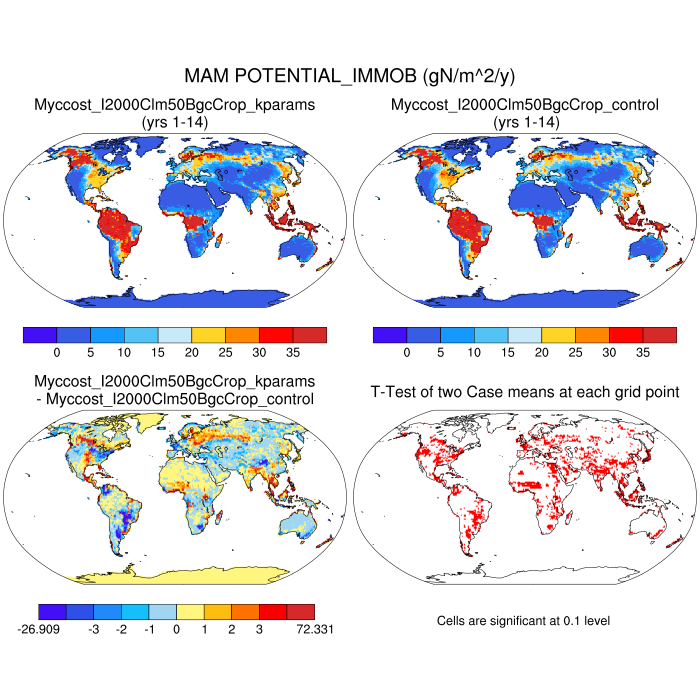 MAM POTENTIAL_IMMOB (gN/m^2/y)
Myccost_I2000Clm50BgcCrop_kparams
(yrs 1-14)
Myccost_I2000Clm50BgcCrop_control
(yrs 1-14)
0 5 10 15 20 25 30 35
0 5 10 15 20 25 30 35
Myccost_I2000Clm50BgcCrop_kparams
- Myccost_I2000Clm50BgcCrop_control
T-Test of two Case means at each grid point
-26.909 -3 -2 -1 0 1 2 3 72.331
Cells are significant at 0.1 level